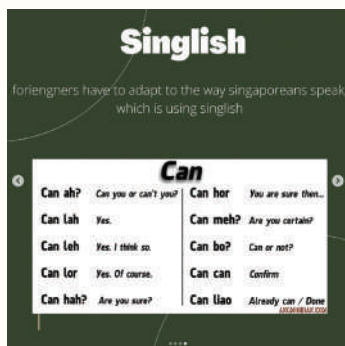 Singlish
foriengners have to adapt to the way singaporeans speak
which is using singlish
Can
Can ah? Can you or can't you?
Can lah Yes.
Can leh Yes. I think so.
Can lor Yes. Of course.
Can hah? Are you sure?
Can hor You are sure then...
Can meh? Are you certain?
Can bo? Can or not?
Can can Confirm
Can liao Already can / Done